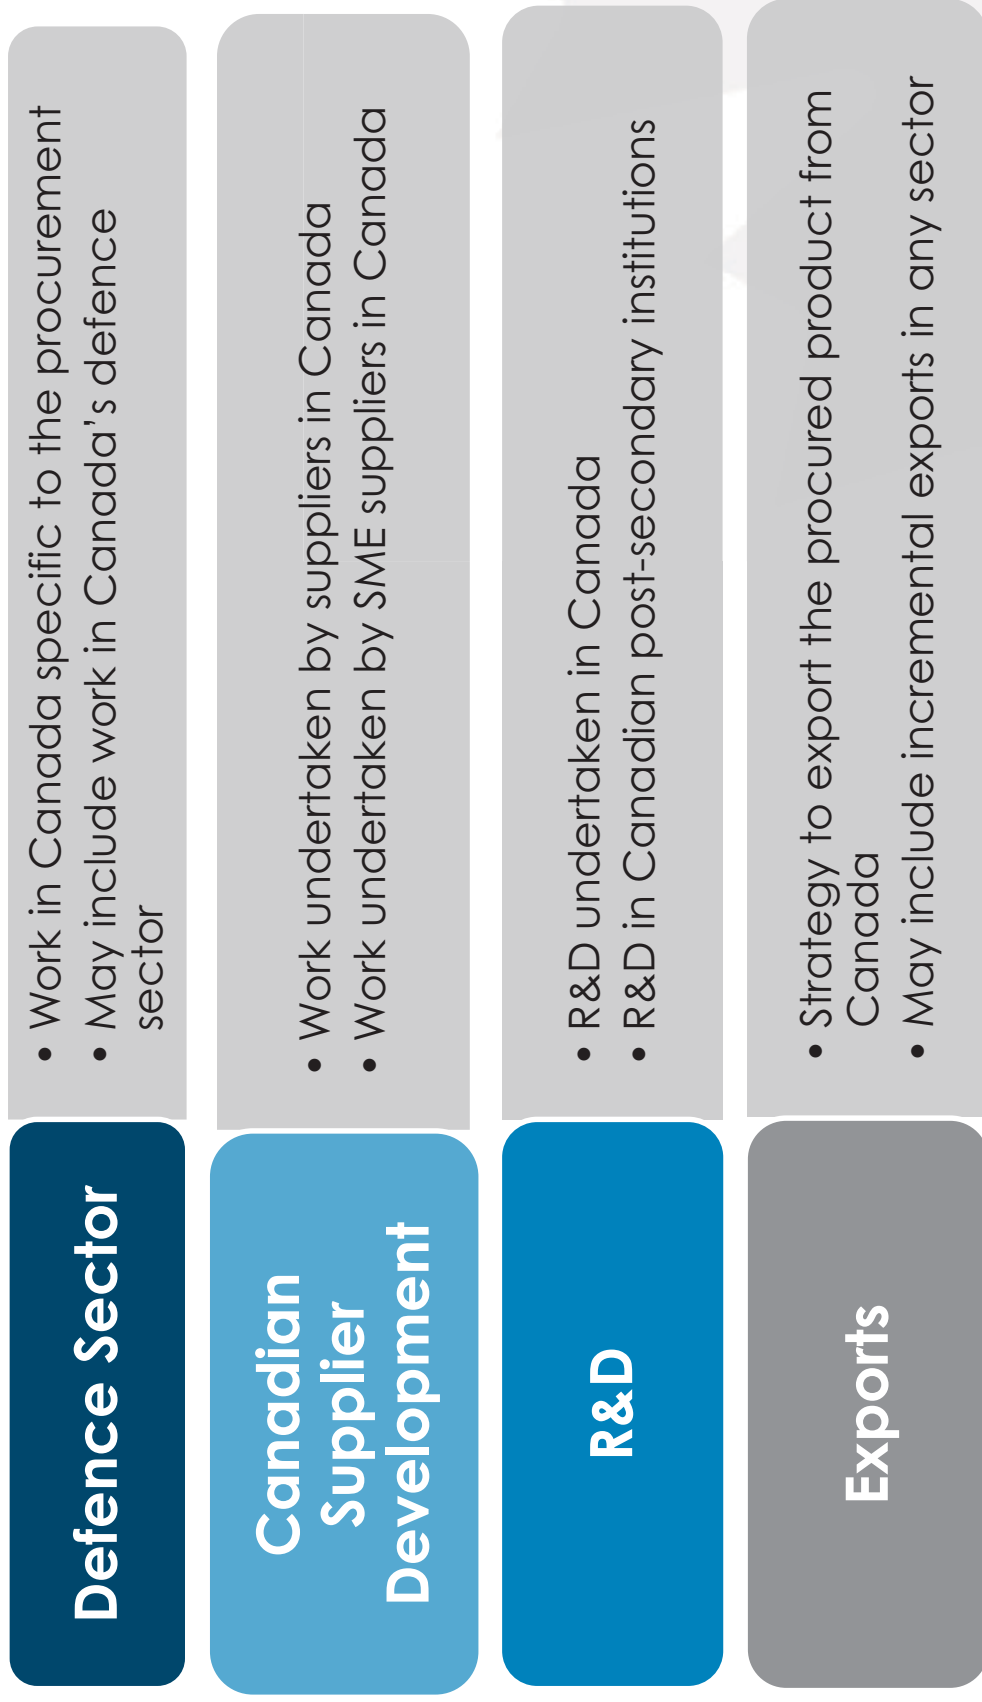 Defence Sector
• Work in Canada specific to the procurement
• May include work in Canada's defence
sector
Canadian
Supplier
Development
• Work undertaken by suppliers in Canada
• Work undertaken by SME suppliers in Canada
R&D
• R&D undertaken in Canada
• R&D in Canadian post-secondary institutions
Exports
• Strategy to export the procured product from
Canada
• May include incremental exports in any sector